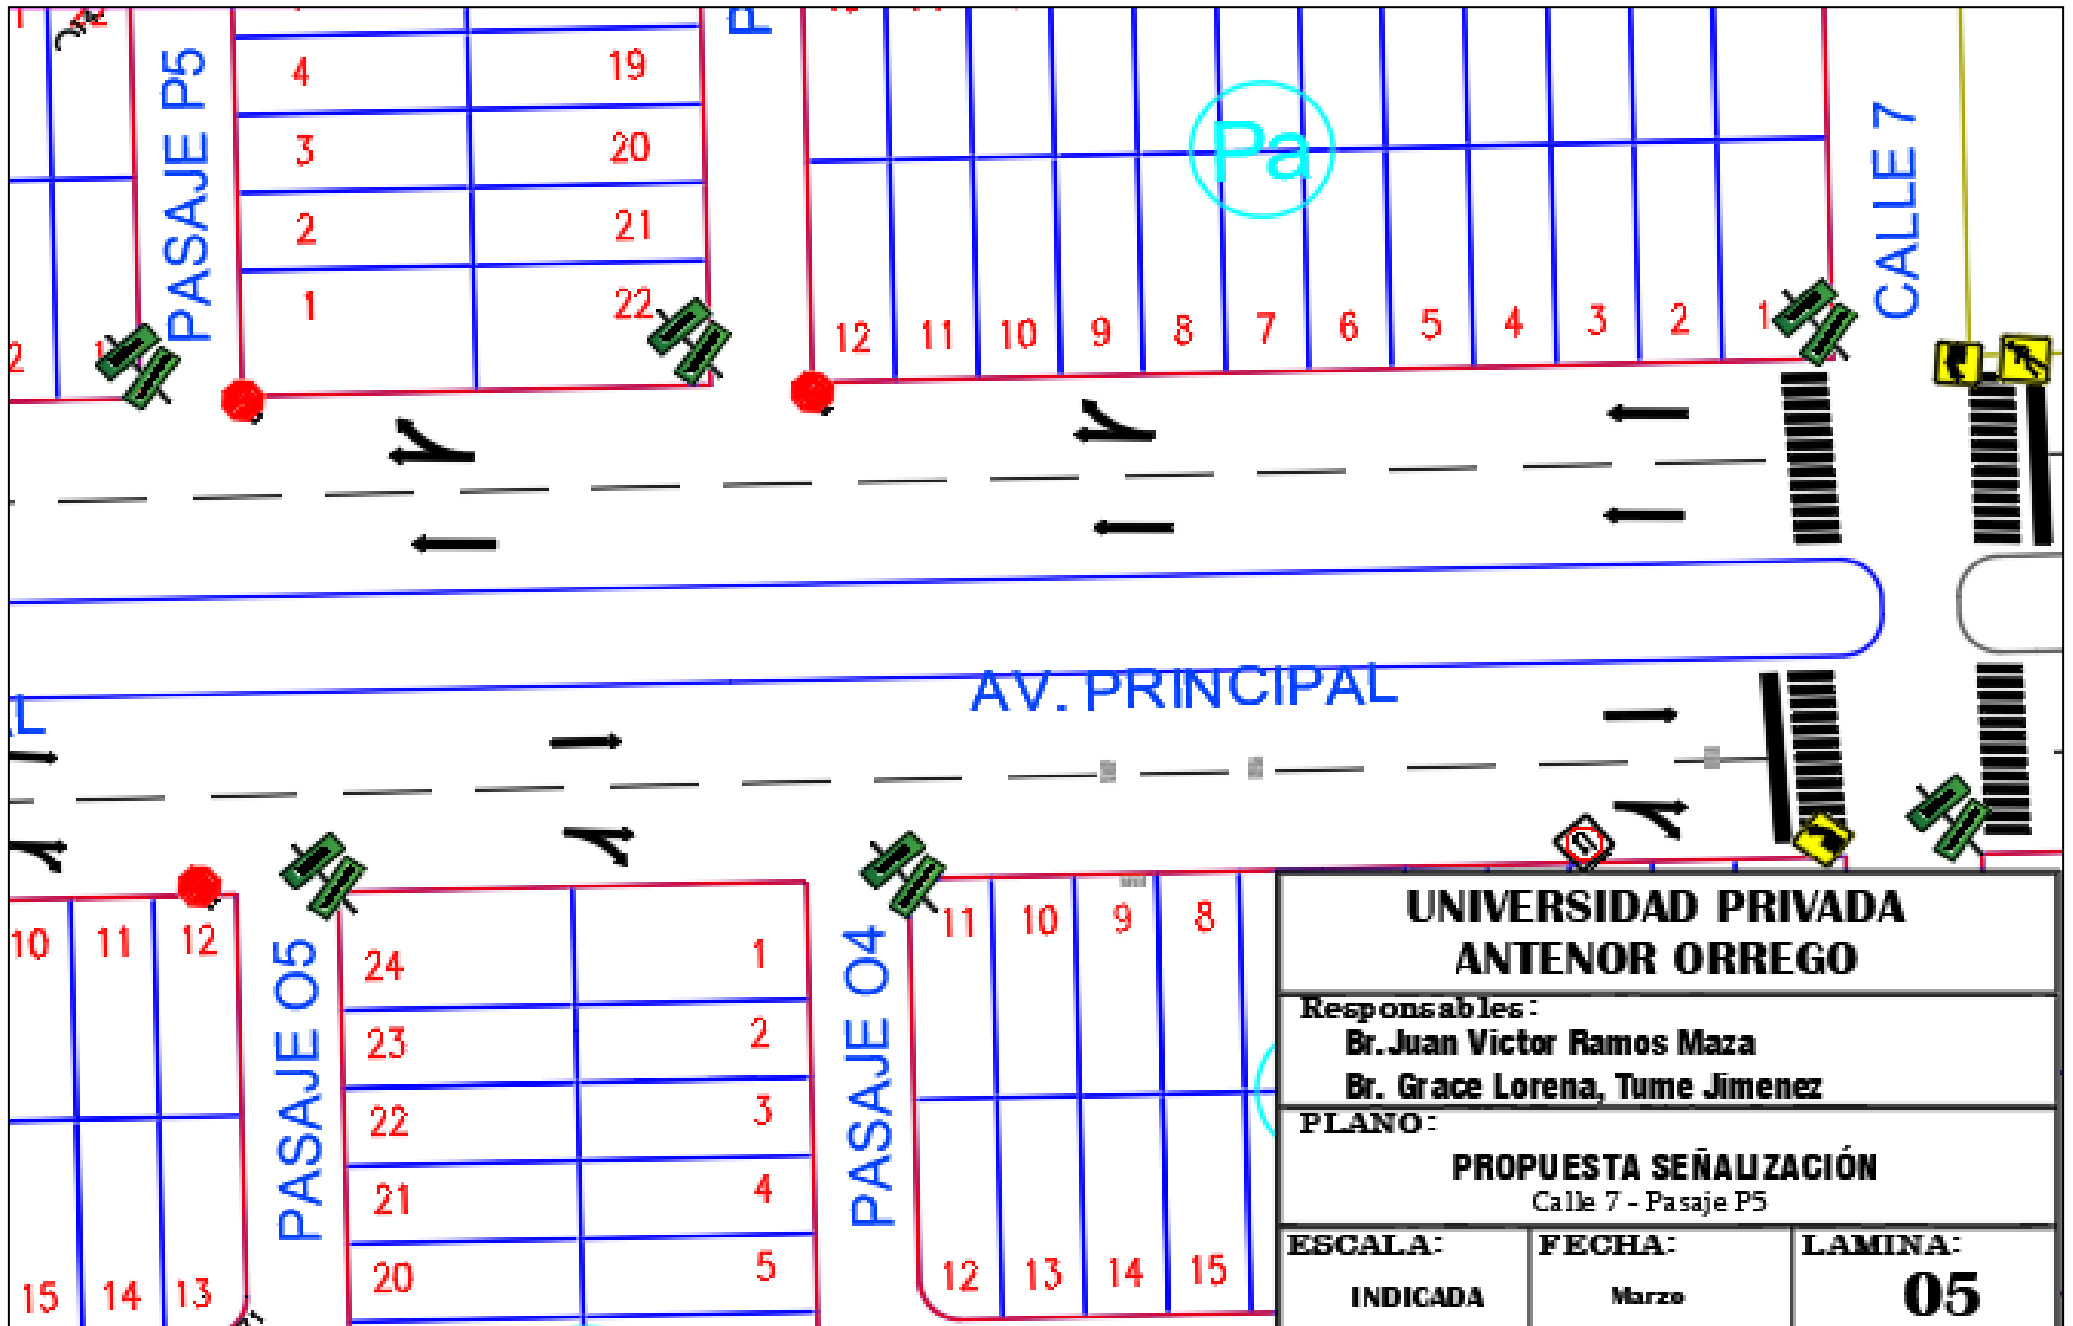 PASAJE P5
4
3
2
1
19
20
21
22
P
Pa
12 11 10 9 8 7 6 5 4 3 2 1
CALLE 7
2
AV. PRINCIPAL
AL
10 11 12
15 14 13
PASAJE O5
24
23
22
21
20
1
2
3
4
5
PASAJE O4
11 10 9 8
12 13 14 15
UNIVERSIDAD PRIVADA
ANTENOR ORREGO
Responsables:
Br. Juan Victor Ramos Maza
Br. Grace Lorena, Tume Jimenez
PLANO:
PROPUESTA SEÑALIZACIÓN
Calle 7 - Pasaje P5
ESCALA: FECHA: LAMINA:
INDICADA Marzo 05